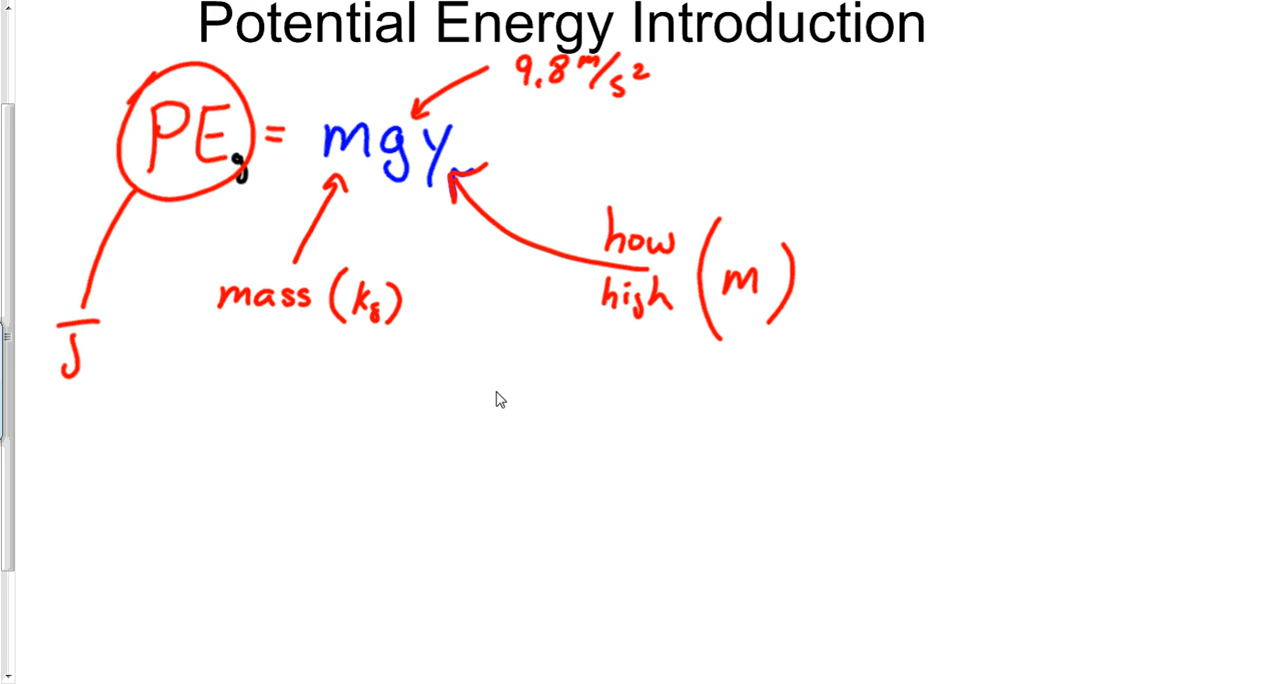 Potential Energy Introduction
9.8 m/s²
PEg = mgy
how
high (m)
mass (kg)
J